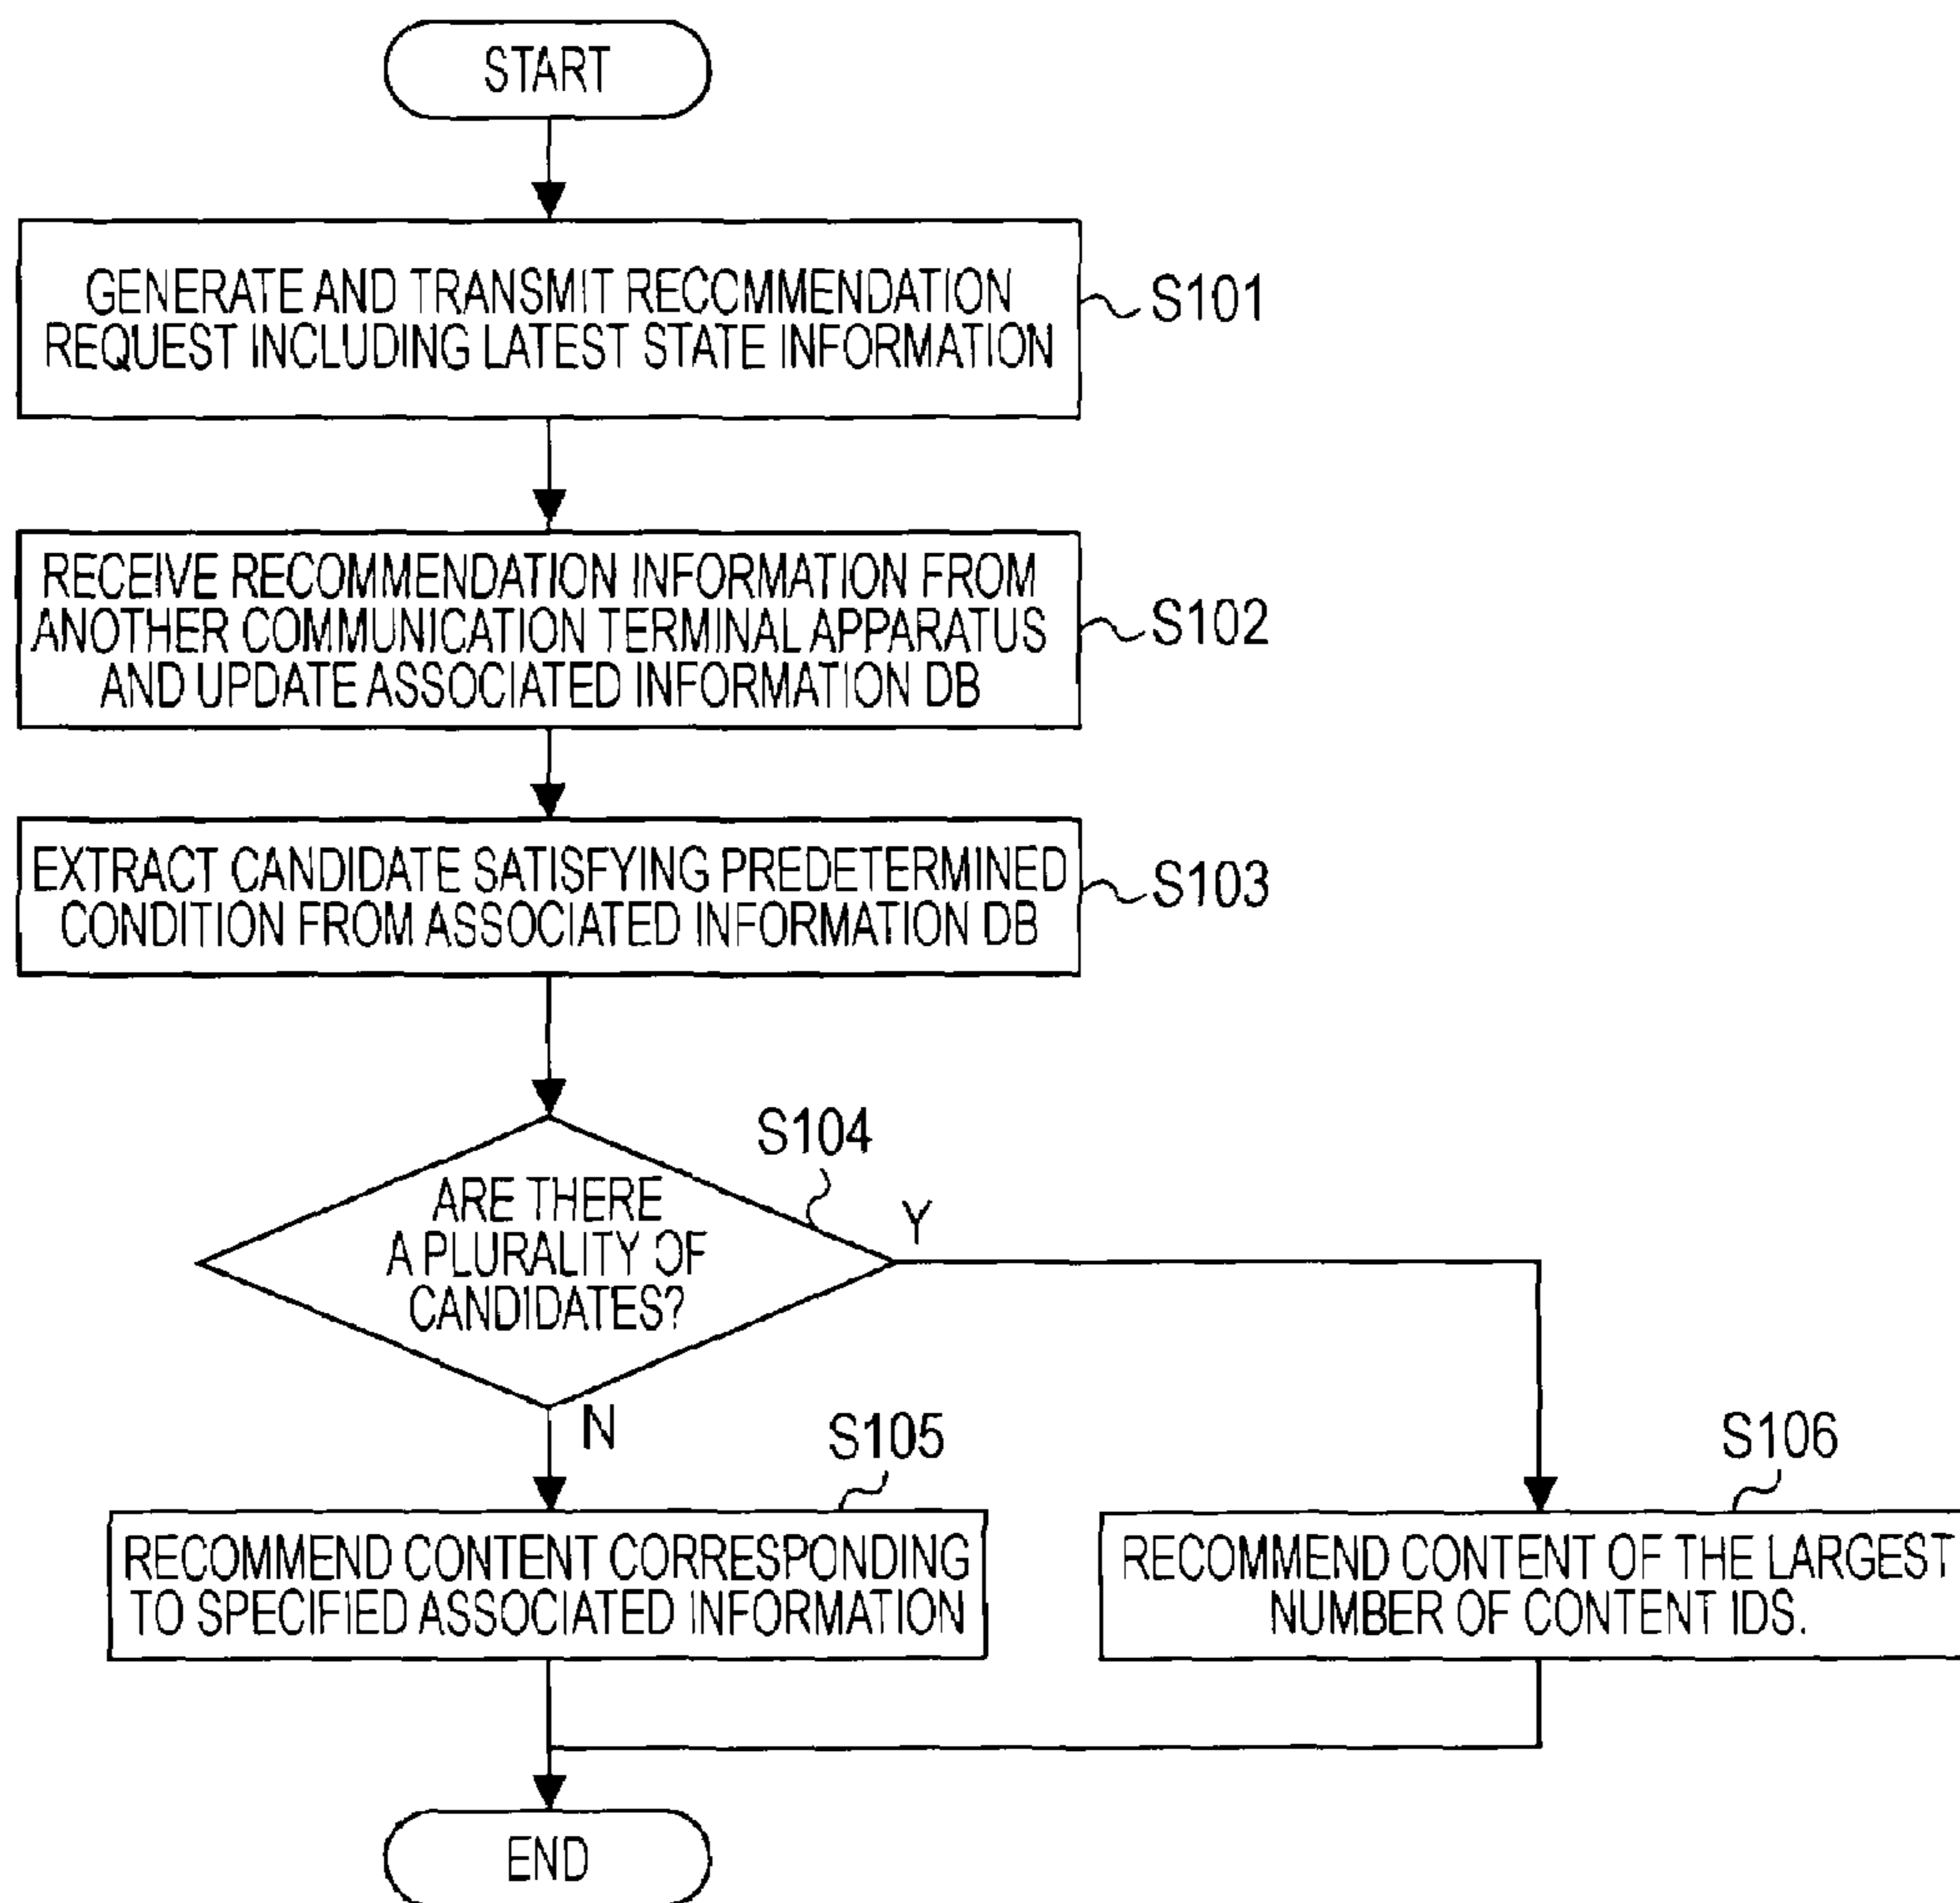 START
GENERATE AND TRANSMIT RECOMMENDATION
REQUEST INCLUDING LATEST STATE INFORMATION
S101
RECEIVE RECOMMENDATION INFORMATION FROM
ANOTHER COMMUNICATION TERMINAL APPARATUS
AND UPDATE ASSOCIATED INFORMATION DB
S102
EXTRACT CANDIDATE SATISFYING PREDETERMINED
CONDITION FROM ASSOCIATED INFORMATION DB
S103
S104
ARE THERE
A PLURALITY OF
CANDIDATES?
Y
N
S105
RECOMMEND CONTENT CORRESPONDING
TO SPECIFIED ASSOCIATED INFORMATION
S106
RECOMMEND CONTENT OF THE LARGEST
NUMBER OF CONTENT IDS.
END